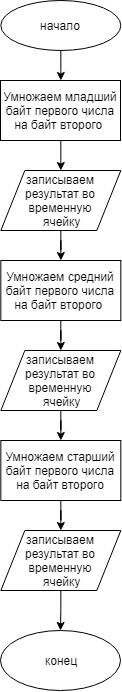 начало
Умножаем младший
байт первого числа
на байт второго
записываем
результат во
временную
ячейку
Умножаем средний
байт первого числа
на байт второго
записываем
результат во
временную
ячейку
Умножаем старший
байт первого числа
на байт второго
записываем
результат во
временную
ячейку
конец